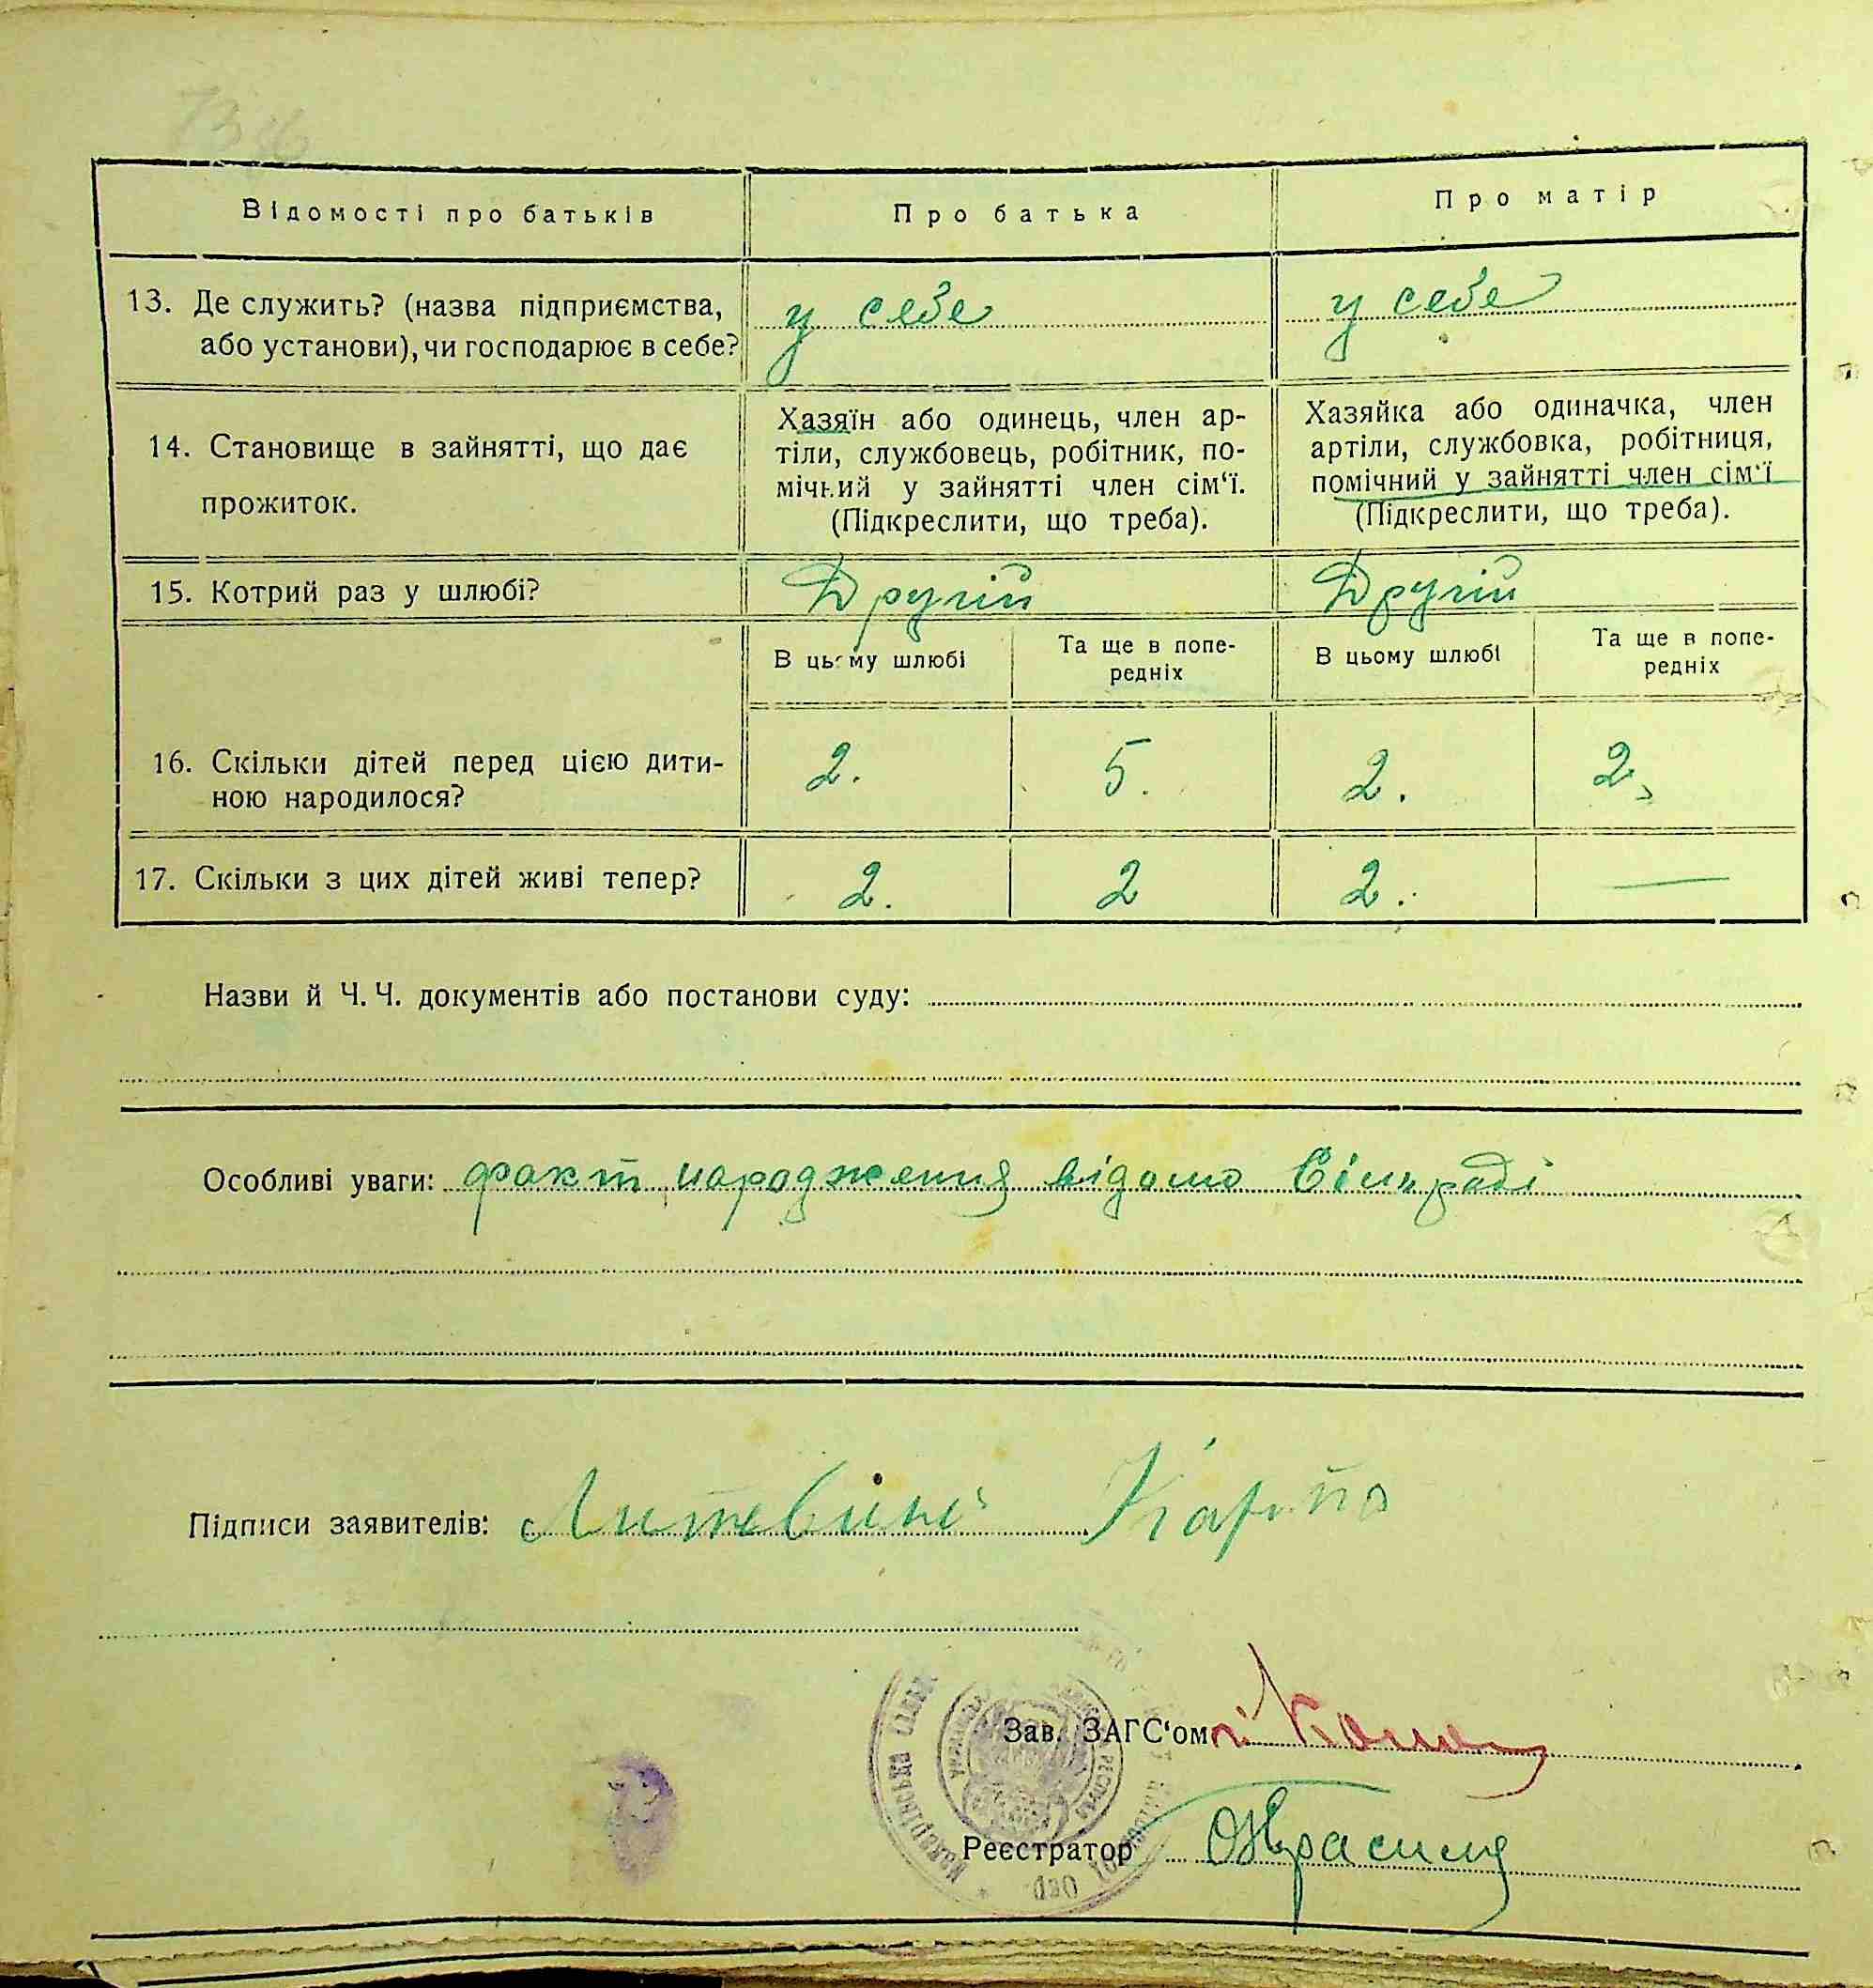 Відомості про батьків
Про батька
Про матір
13. Де служить? (назва підприємства,
або установи), чи господарює в себе?
у себе
у себе
14. Становище в зайнятті, що дає
прожиток.
Хазяїн або одинець, член ар-
тіли, службовець, робітник, по-
мічний у зайнятті член сім‘ї.
(Підкреслити, що треба).
Хазяйка або одиначка, член
артіли, службовка, робітниця,
помічний у зайнятті член сім‘ї
(Підкреслити, що треба).
15. Котрий раз у шлюбі?
Другій
Другій
В цьому шлюбі
Та ще в попе-
редніх
В цьому шлюбі
Та ще в попе-
редніх
16. Скільки дітей перед цією дити-
ною народилося?
2.
5.
2.
2.
17. Скільки з цих дітей живі тепер?
2.
2
2.
—
Назви й Ч. Ч. документів або постанови суду:
Особливі уваги: факт народження відомо Сільраді
Підписи заявителів: Литвин Карпо
Зав. ЗАГС‘ом
Реєстратор